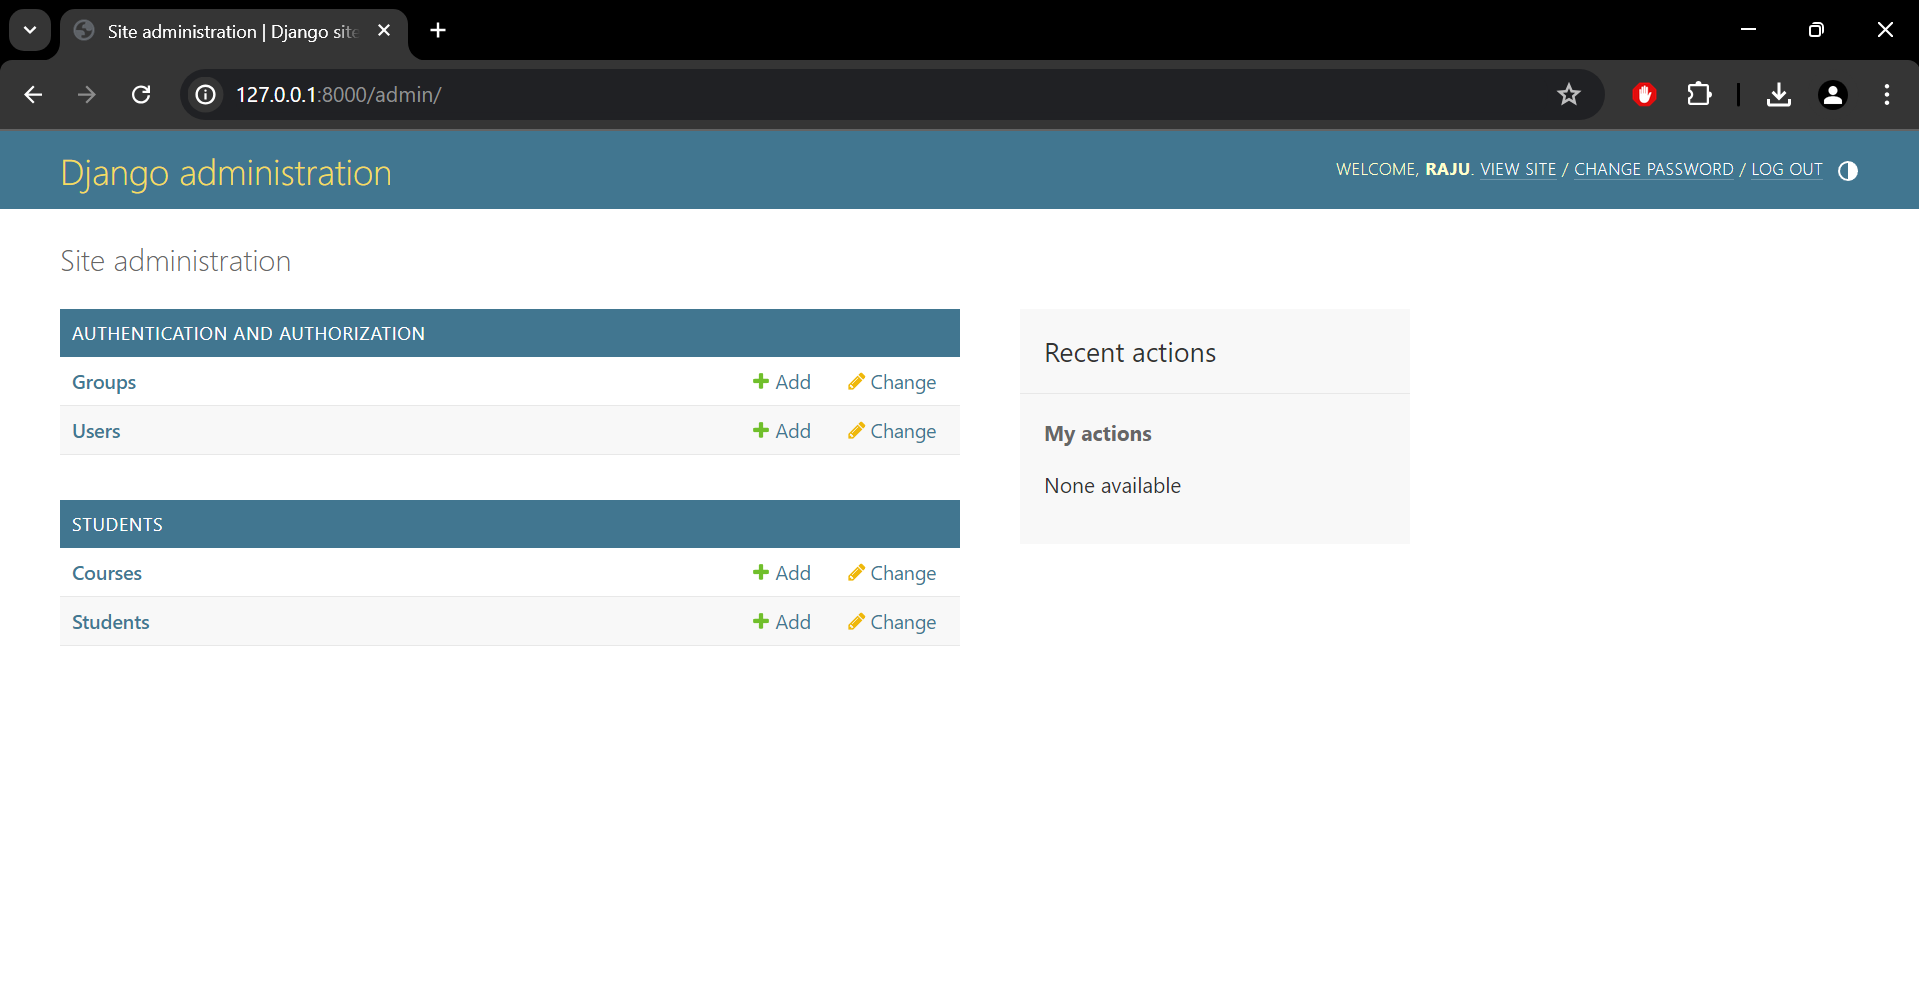 Site administration | Django site
127.0.0.1:8000/admin/
Django administration
WELCOME, RAJU. VIEW SITE / CHANGE PASSWORD / LOG OUT
Site administration
AUTHENTICATION AND AUTHORIZATION
Groups Add Change
Users Add Change
STUDENTS
Courses Add Change
Students Add Change
Recent actions
My actions
None available